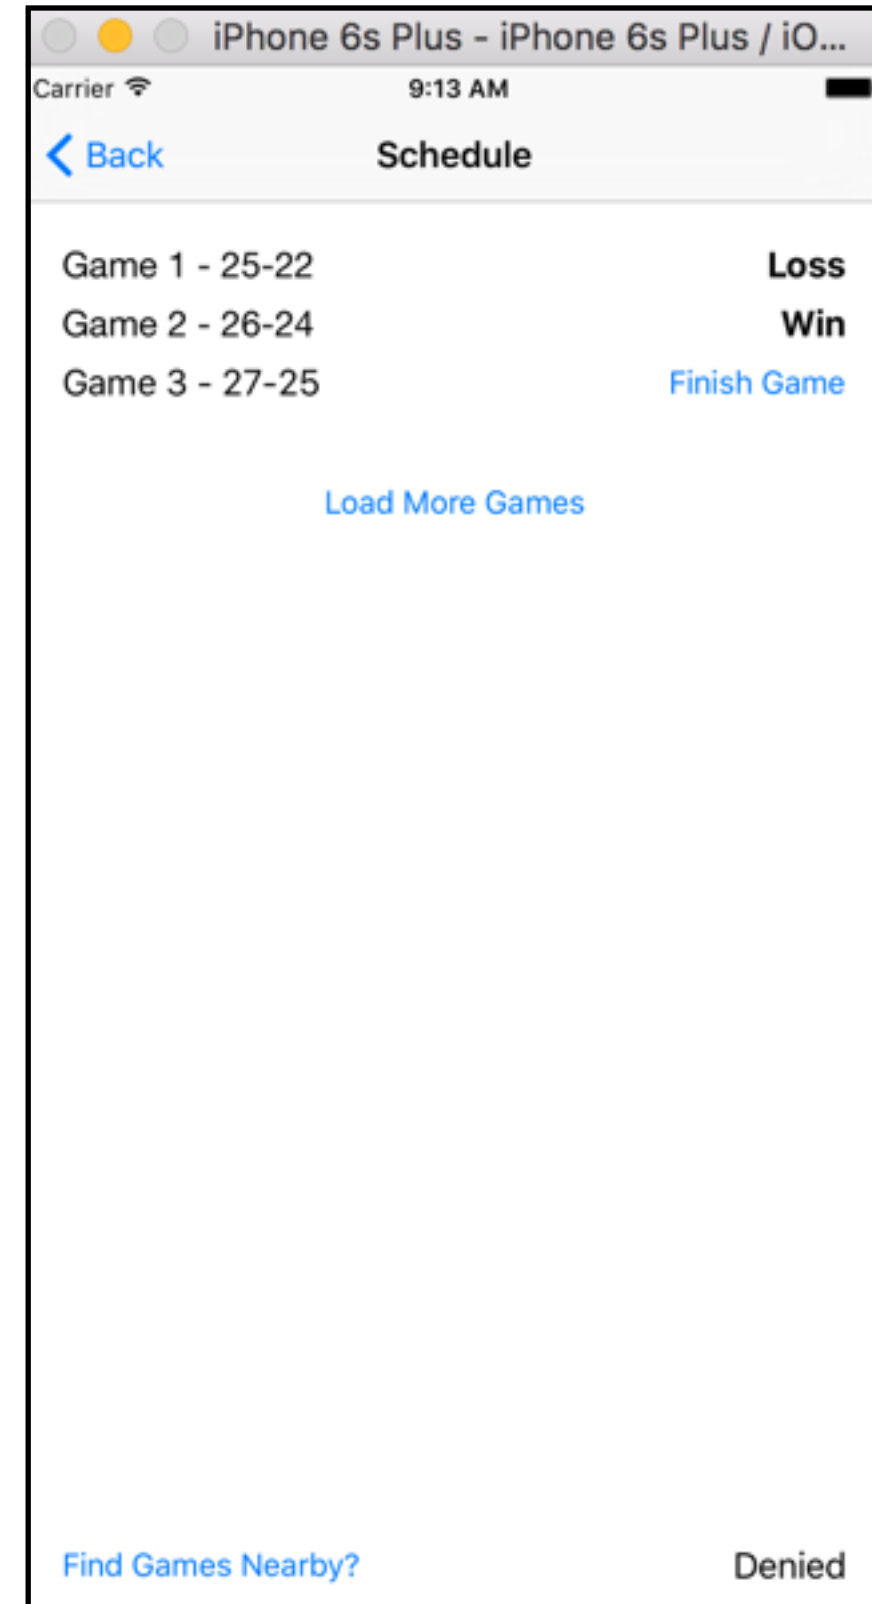 iPhone 6s Plus - iPhone 6s Plus / iO...
Carrier 9:13 AM
Back Schedule
Game 1 - 25-22 Loss
Game 2 - 26-24 Win
Game 3 - 27-25 Finish Game
Load More Games
Find Games Nearby? Denied